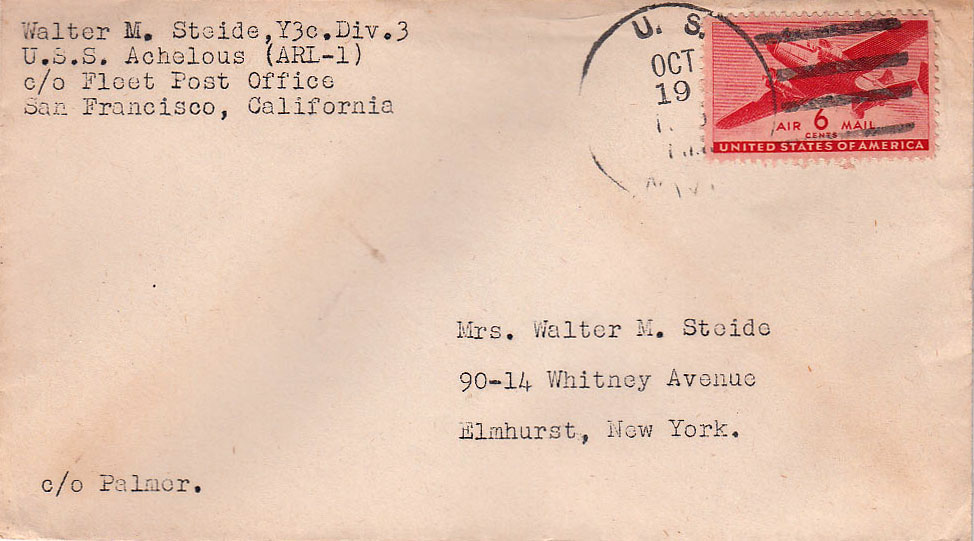 Walter M. Steide, Y3c. Div. 3
U.S.S. Achelous (ARL-1)
c/o Fleet Post Office
San Francisco, California
U. S.
OCT
19
AIR 6 MAIL
CENTS
UNITED STATES OF AMERICA
Mrs. Walter M. Steide
90-14 Whitney Avenue
Elmhurst, New York.
c/o Palmer.